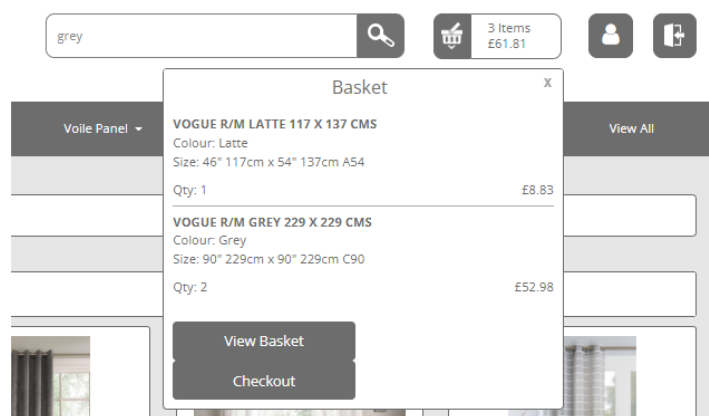 grey
3 Items
£61.81
Basket
x
Voile Panel
View All
VOGUE R/M LATTE 117 X 137 CMS
Colour: Latte
Size: 46" 117cm x 54" 137cm A54
Qty: 1 £8.83
VOGUE R/M GREY 229 X 229 CMS
Colour: Grey
Size: 90" 229cm x 90" 229cm C90
Qty: 2 £52.98
View Basket
Checkout